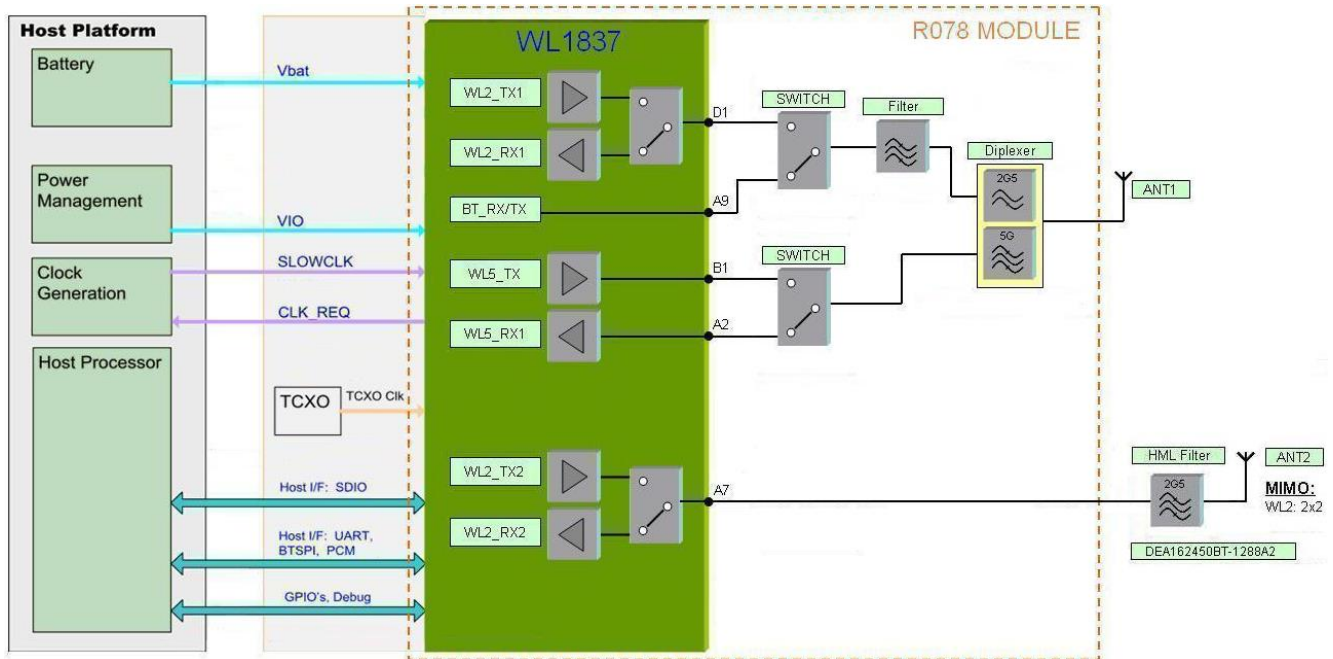 Host Platform
Battery
Power
Management
Clock
Generation
Host Processor
Vbat
VIO
SLOWCLK
CLK_REQ
TCXO
TCXO Clk
Host I/F: SDIO
Host I/F: UART,
BTSPI, PCM
GPIO's, Debug
WL1837
WL2_TX1
WL2_RX1
BT_RX/TX
WL5_TX
WL5_RX1
WL2_TX2
WL2_RX2
D1
A9
B1
A2
A7
R078 MODULE
SWITCH
Filter
Diplexer
2G5
5G
SWITCH
ANT1
HML Filter
2G5
ANT2
MIMO:
WL2: 2x2
DEA162450BT-1288A2